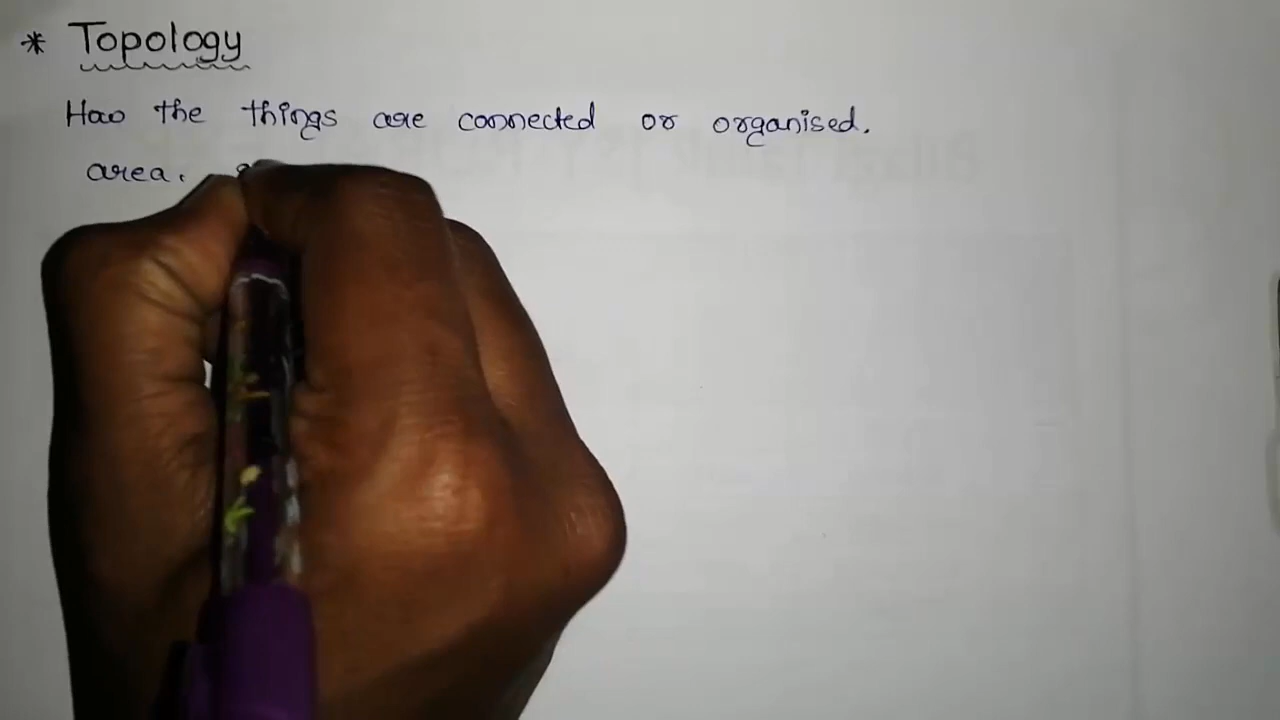 * Topology
How the things are connected or organised.
area.